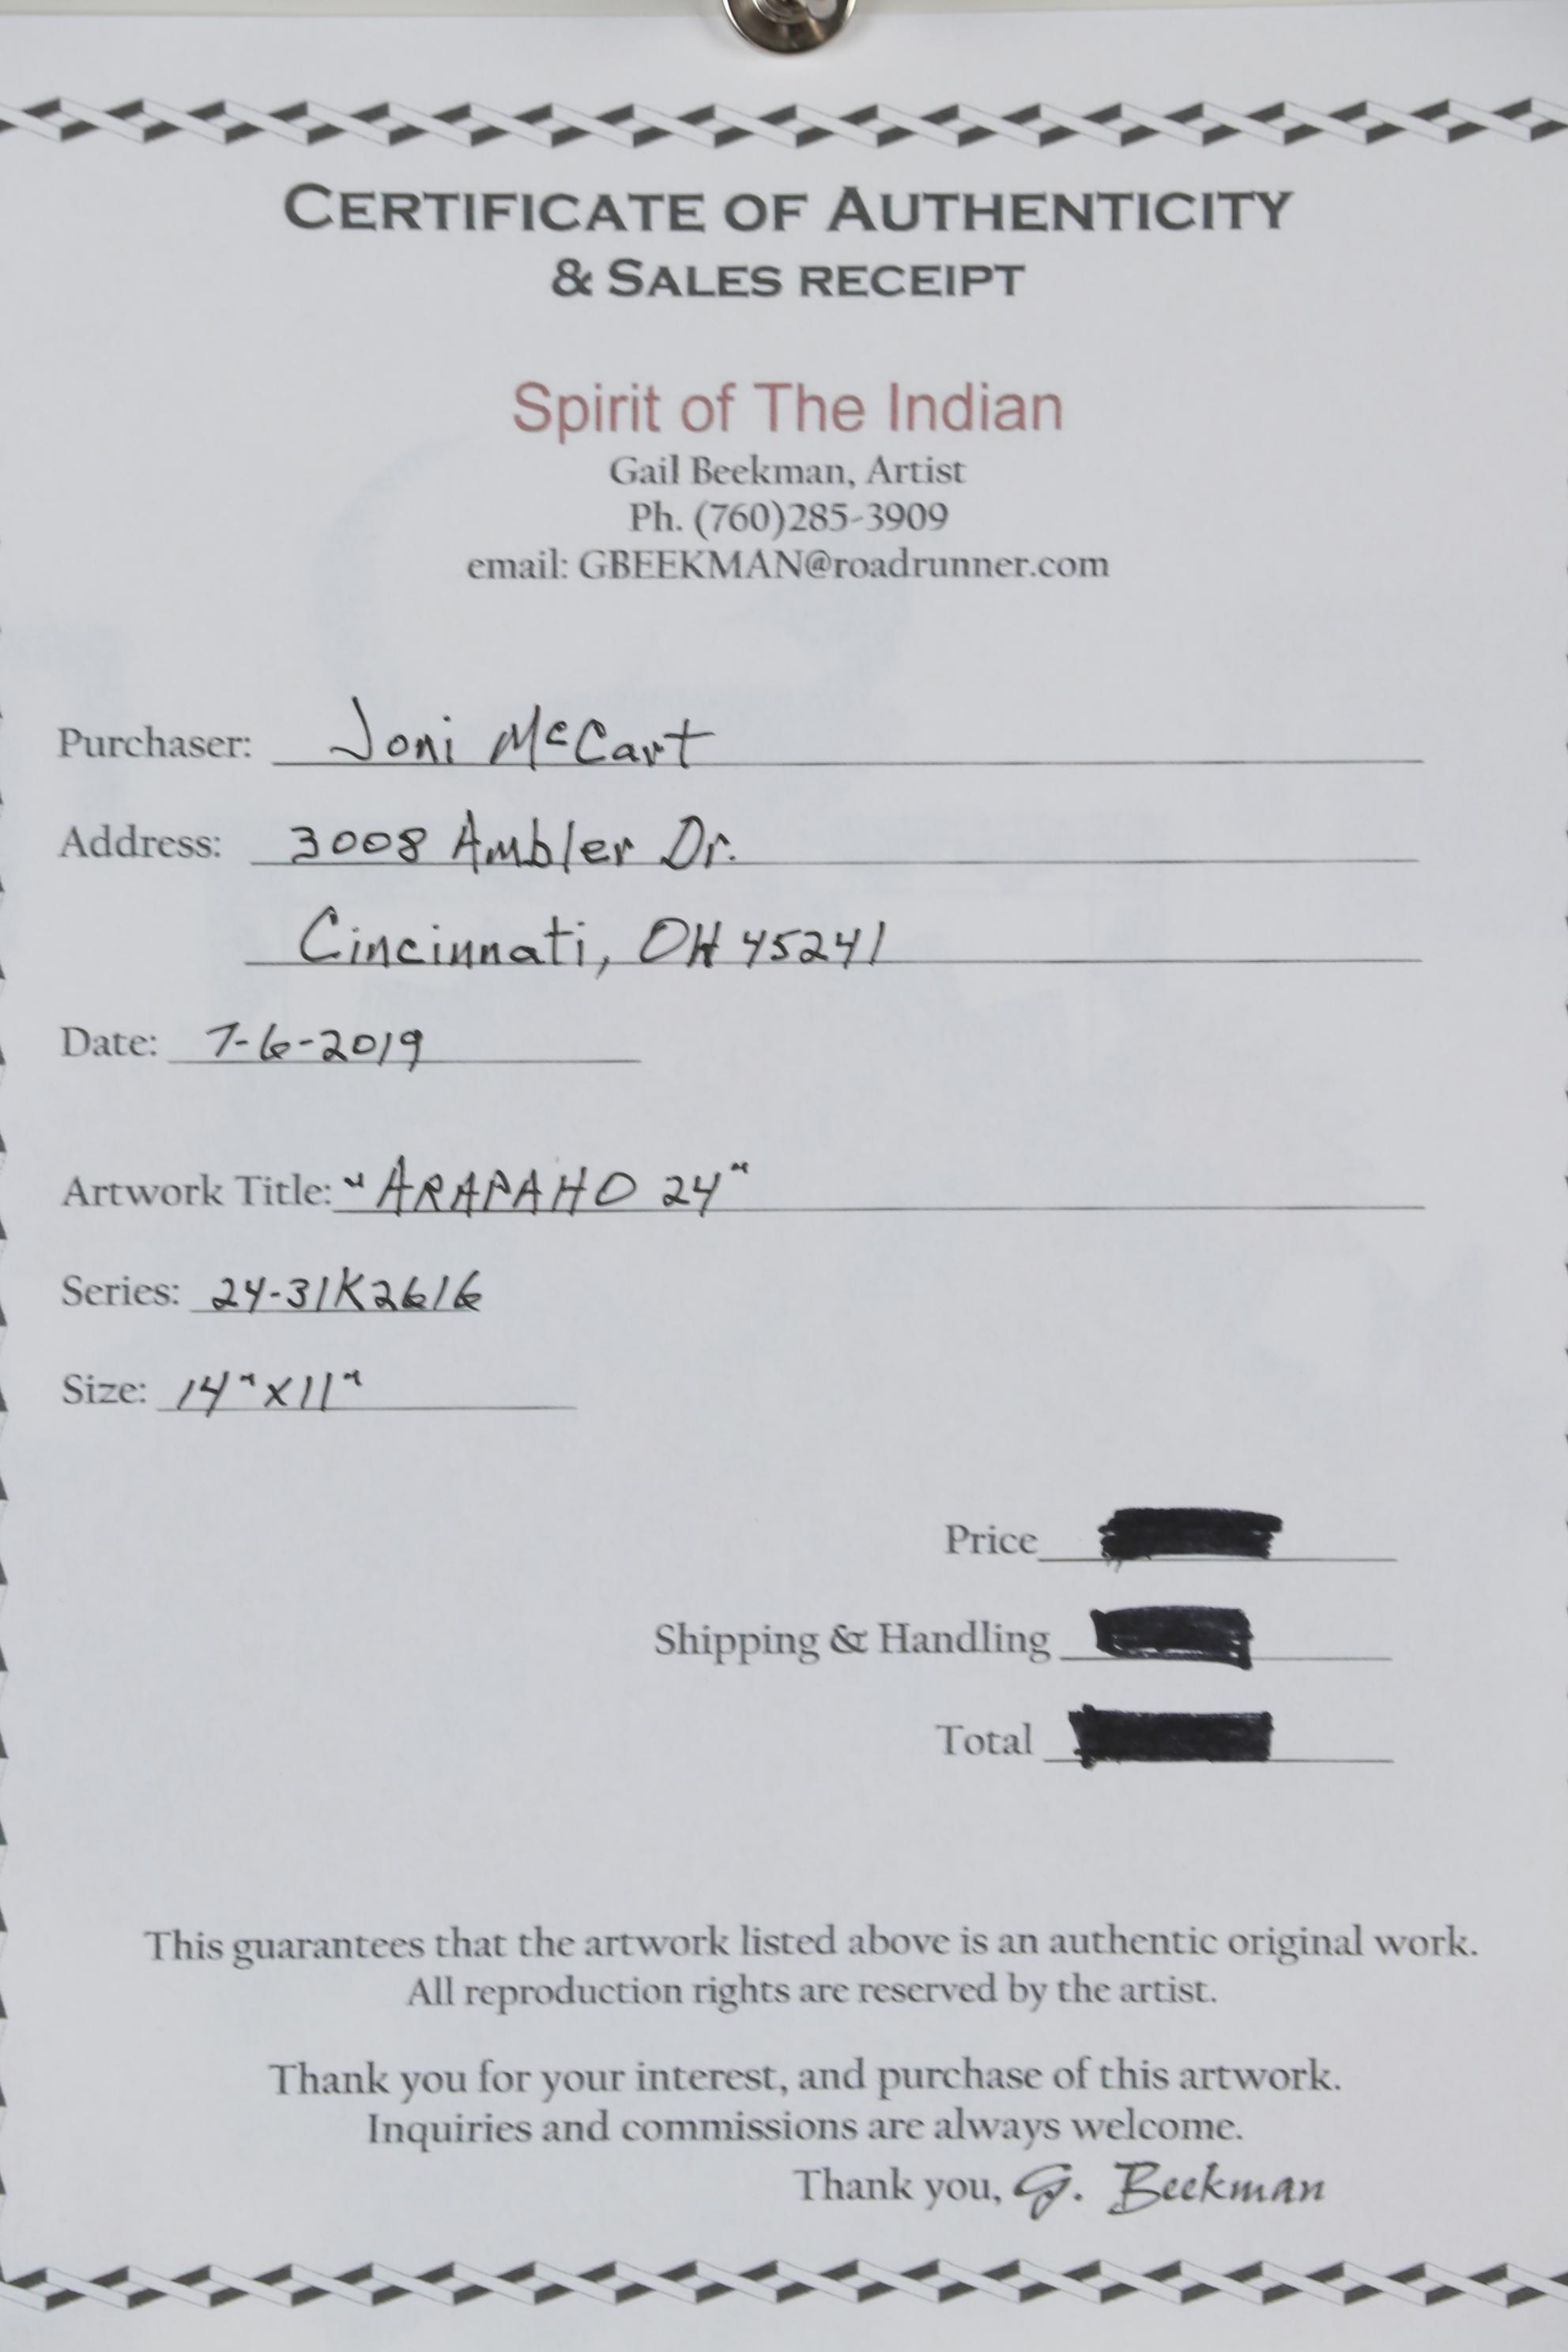 CERTIFICATE OF AUTHENTICITY
& SALES RECEIPT
Spirit of The Indian
Gail Beekman, Artist
Ph. (760)285-3909
email: GBEEKMAN@roadrunner.com
Purchaser: Joni McCart
Address: 3008 Ambler Dr.
Cincinnati, OH 45241
Date: 7-6-2019
Artwork Title: "ARAPAHO 24"
Series: 24-31K2616
Size: 14"x11"
Price
Shipping & Handling
Total
This guarantees that the artwork listed above is an authentic original work.
All reproduction rights are reserved by the artist.
Thank you for your interest, and purchase of this artwork.
Inquiries and commissions are always welcome.
Thank you, G. Beekman